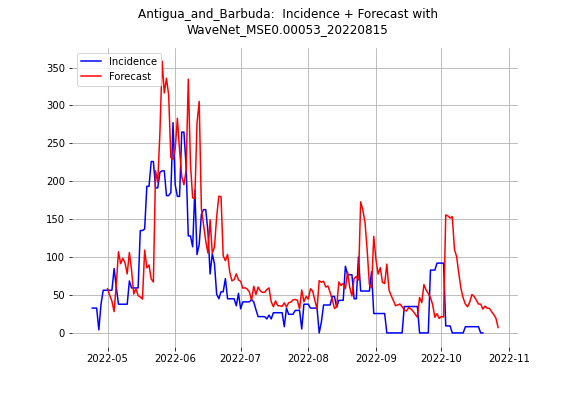 Antigua_and_Barbuda:  Incidence + Forecast with
WaveNet_MSE0.00053_20220815
Incidence
Forecast
350
300
250
200
150
100
50
0
2022-05 2022-06 2022-07 2022-08 2022-09 2022-10 2022-11